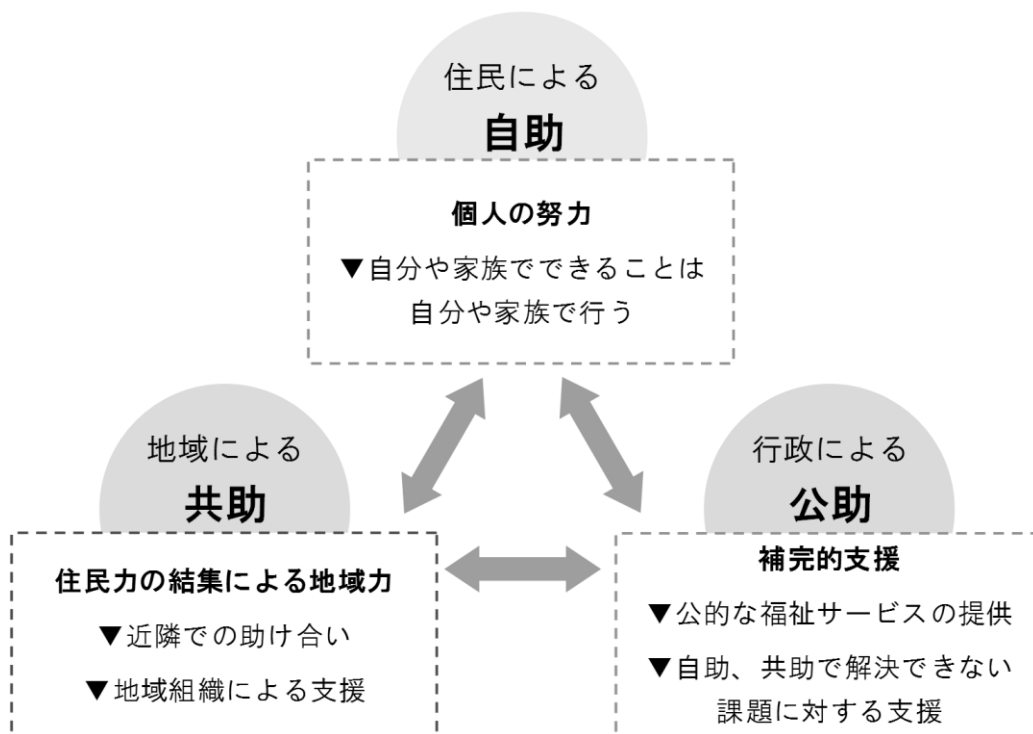 住民による
自助
個人の努力
▼自分や家族でできることは
自分や家族で行う
地域による
共助
住民力の結集による地域力
▼近隣での助け合い
▼地域組織による支援
行政による
公助
補完的支援
▼公的な福祉サービスの提供
▼自助、共助で解決できない
課題に対する支援